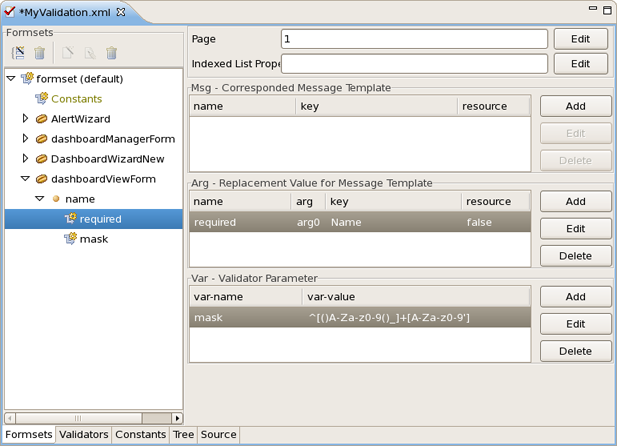 *MyValidation.xml
Formsets
formset (default)
Constants
AlertWizard
dashboardManagerForm
DashboardWizardNew
dashboardViewForm
name
required
mask
Page 1 Edit
Indexed List Prope Edit
Msg - Corresponded Message Template
name key resource
Add
Edit
Delete
Arg - Replacement Value for Message Template
name arg key resource
required arg0 Name false
Add
Edit
Delete
Var - Validator Parameter
var-name var-value
mask ^[()A-Za-z0-9()_]+[A-Za-z0-9']
Add
Edit
Delete
Formsets Validators Constants Tree Source